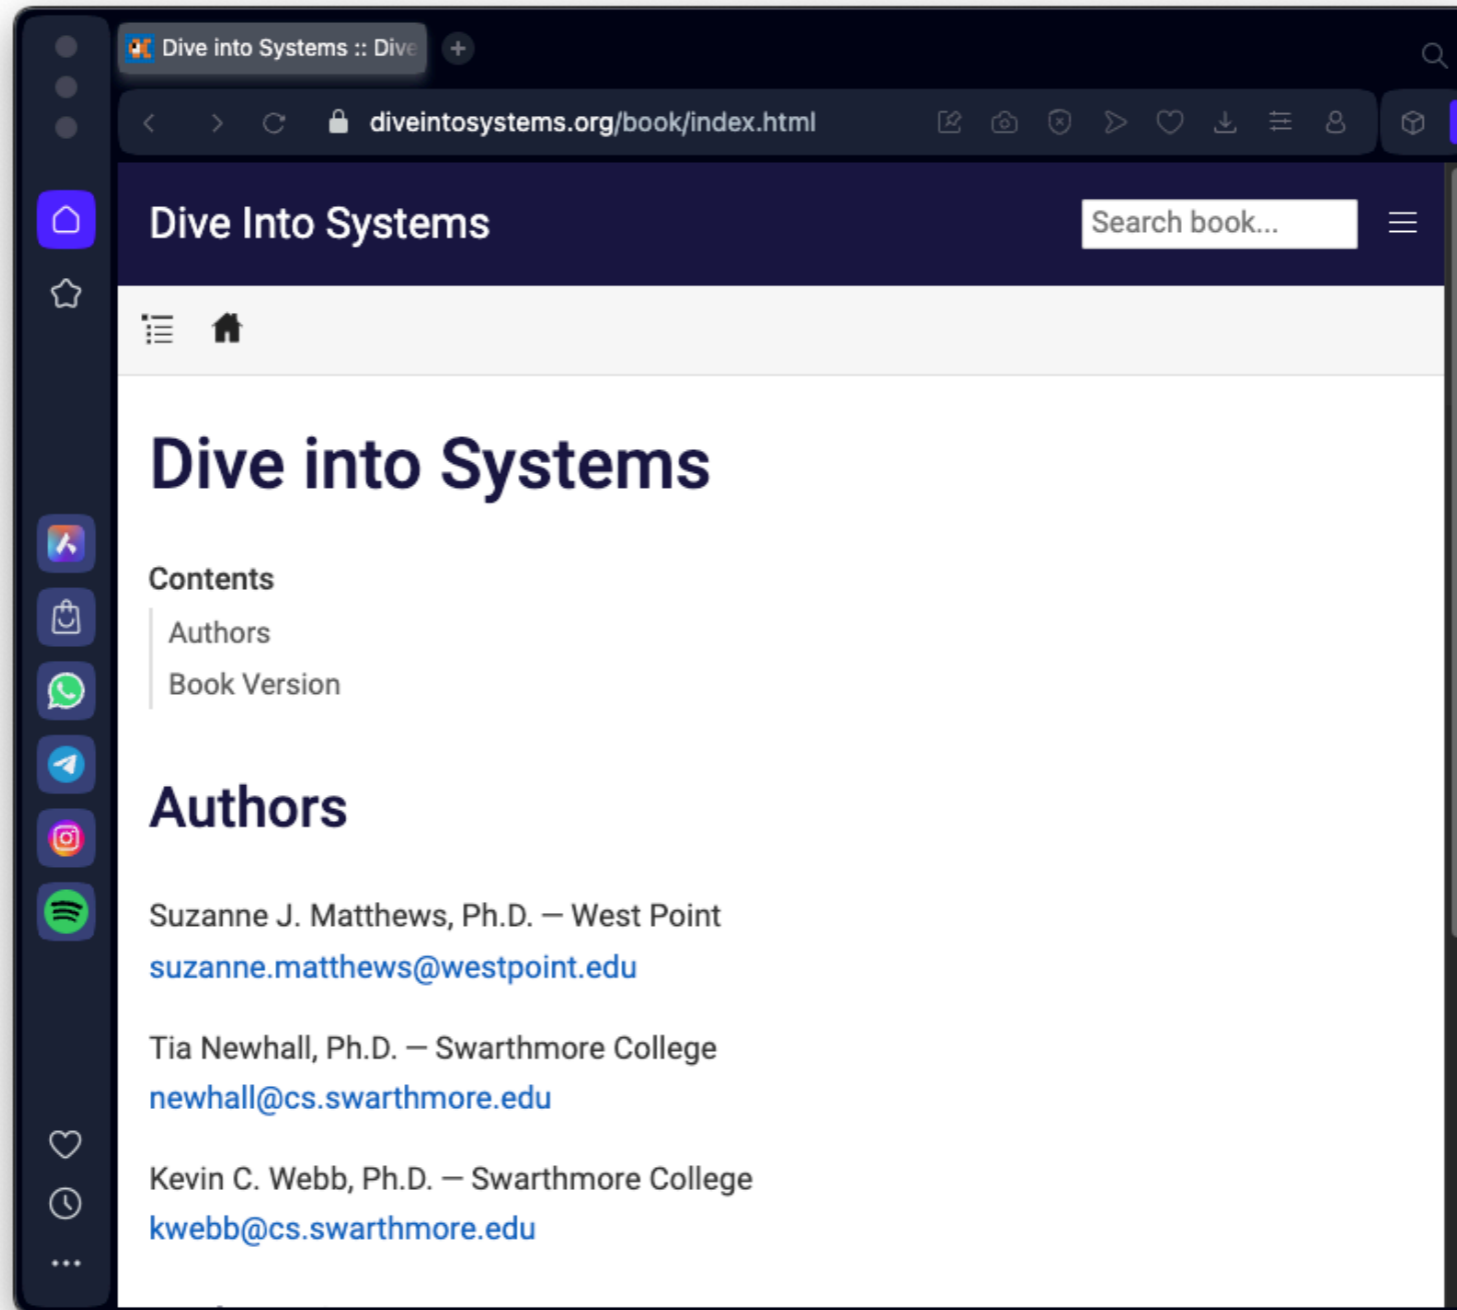 Dive into Systems :: Dive
diveintosystems.org/book/index.html
Dive Into Systems
Search book...
Dive into Systems
Contents
Authors
Book Version
Authors
Suzanne J. Matthews, Ph.D. — West Point
suzanne.matthews@westpoint.edu
Tia Newhall, Ph.D. — Swarthmore College
newhall@cs.swarthmore.edu
Kevin C. Webb, Ph.D. — Swarthmore College
kwebb@cs.swarthmore.edu